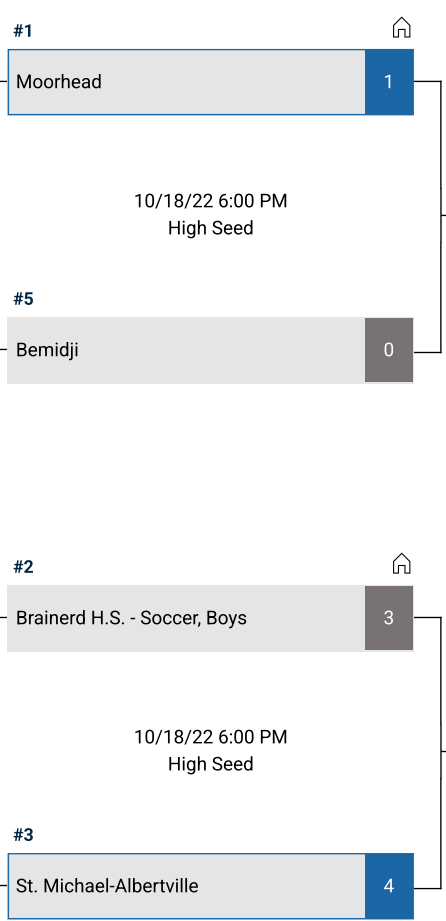 #1
Moorhead 1
10/18/22 6:00 PM
High Seed
#5
Bemidji 0
#2
Brainerd H.S. - Soccer, Boys 3
10/18/22 6:00 PM
High Seed
#3
St. Michael-Albertville 4